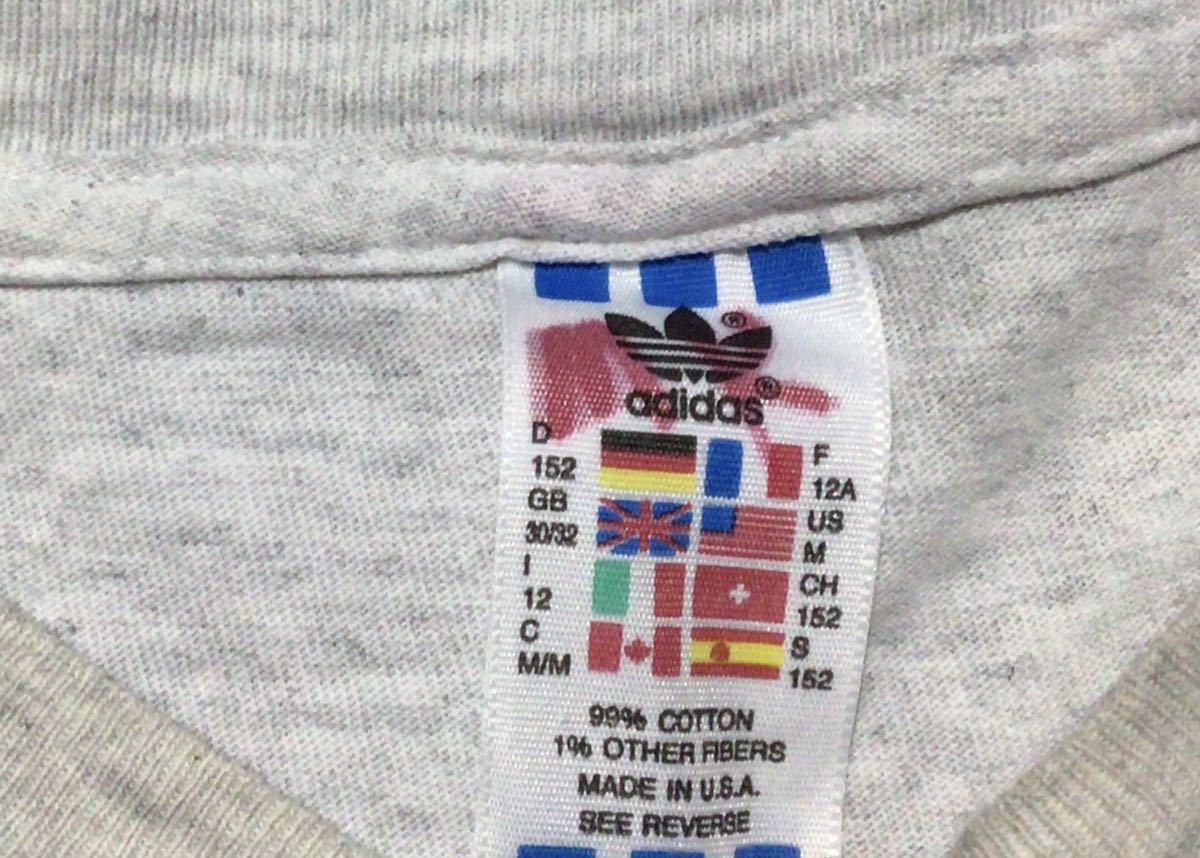 ®
adidas®
D
152
F
12A
GB
30/32
US
M
I
12
CH
152
C
M/M
S
152
99% COTTON
1% OTHER FIBERS
MADE IN U.S.A.
SEE REVERSE